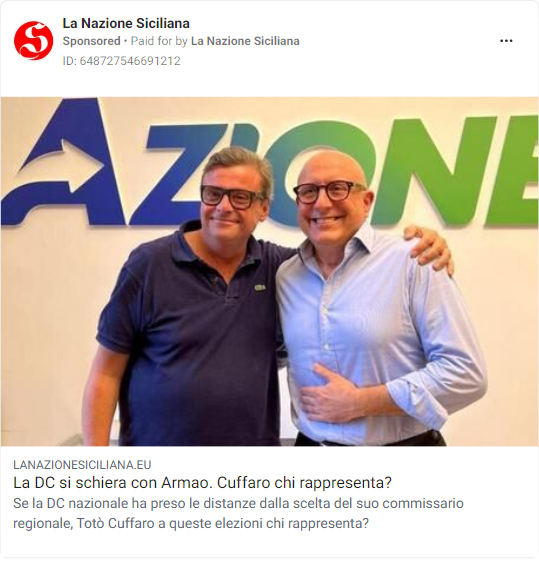 La Nazione Siciliana
Sponsored • Paid for by La Nazione Siciliana
ID: 648727546691212
AZIONE
LANAZIONESICILIANA.EU
La DC si schiera con Armao. Cuffaro chi rappresenta?
Se la DC nazionale ha preso le distanze dalla scelta del suo commissario
regionale, Totò Cuffaro a queste elezioni chi rappresenta?